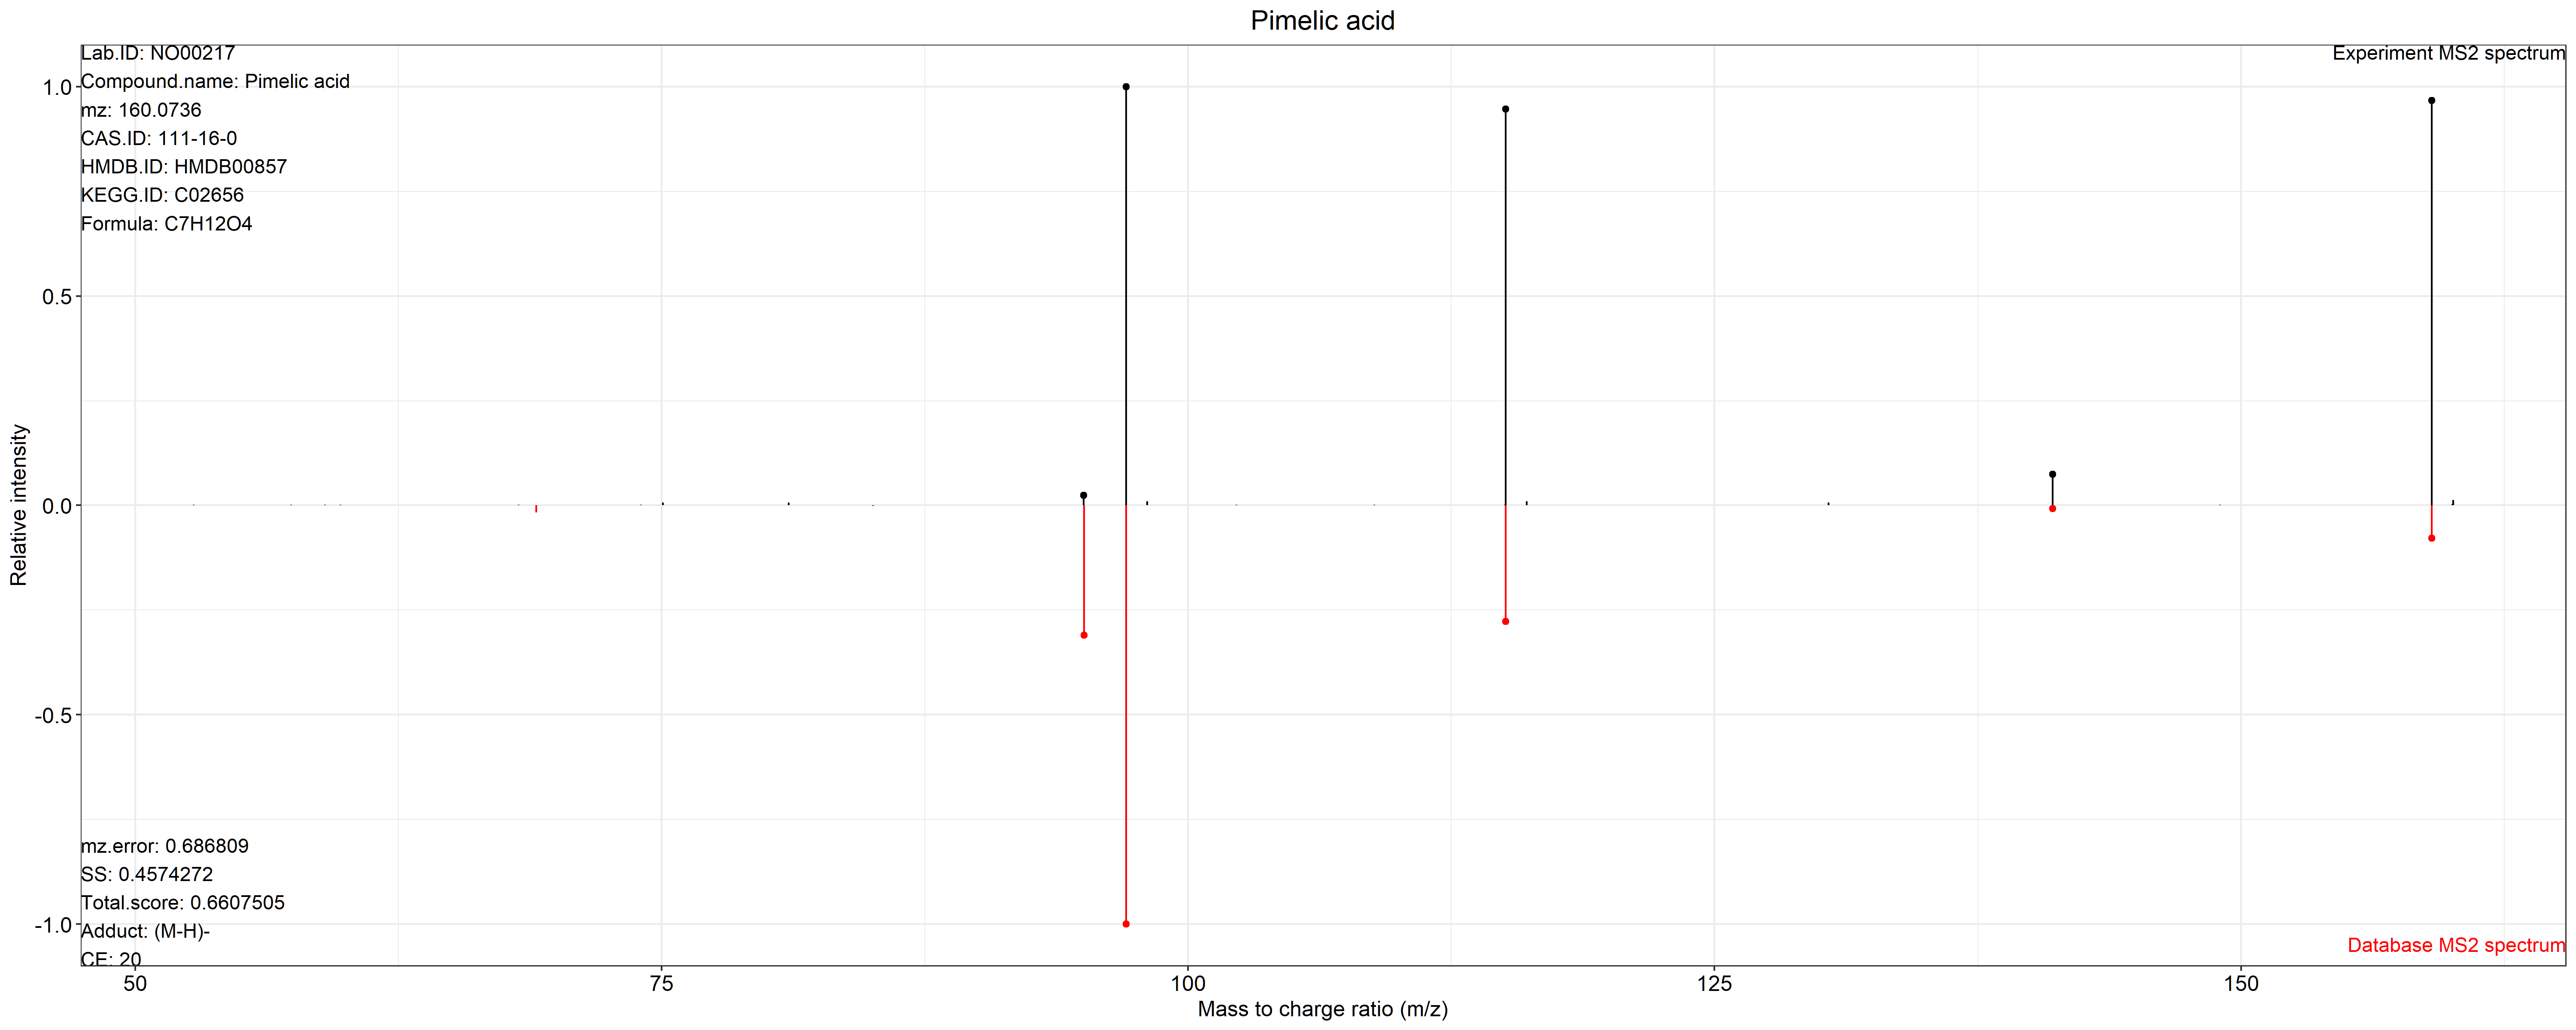 Pimelic acid
Lab.ID: NO00217
Experiment MS2 spectrum
Compound.name: Pimelic acid
mz: 160.0736
CAS.ID: 111-16-0
HMDB.ID: HMDB00857
KEGG.ID: C02656
Formula: C7H12O4
1.0
0.5
0.0
-0.5
-1.0
Relative intensity
mz.error: 0.686809
SS: 0.4574272
Total.score: 0.6607505
Adduct: (M-H)-
CE: 20
Database MS2 spectrum
50
75
100
125
150
Mass to charge ratio (m/z)